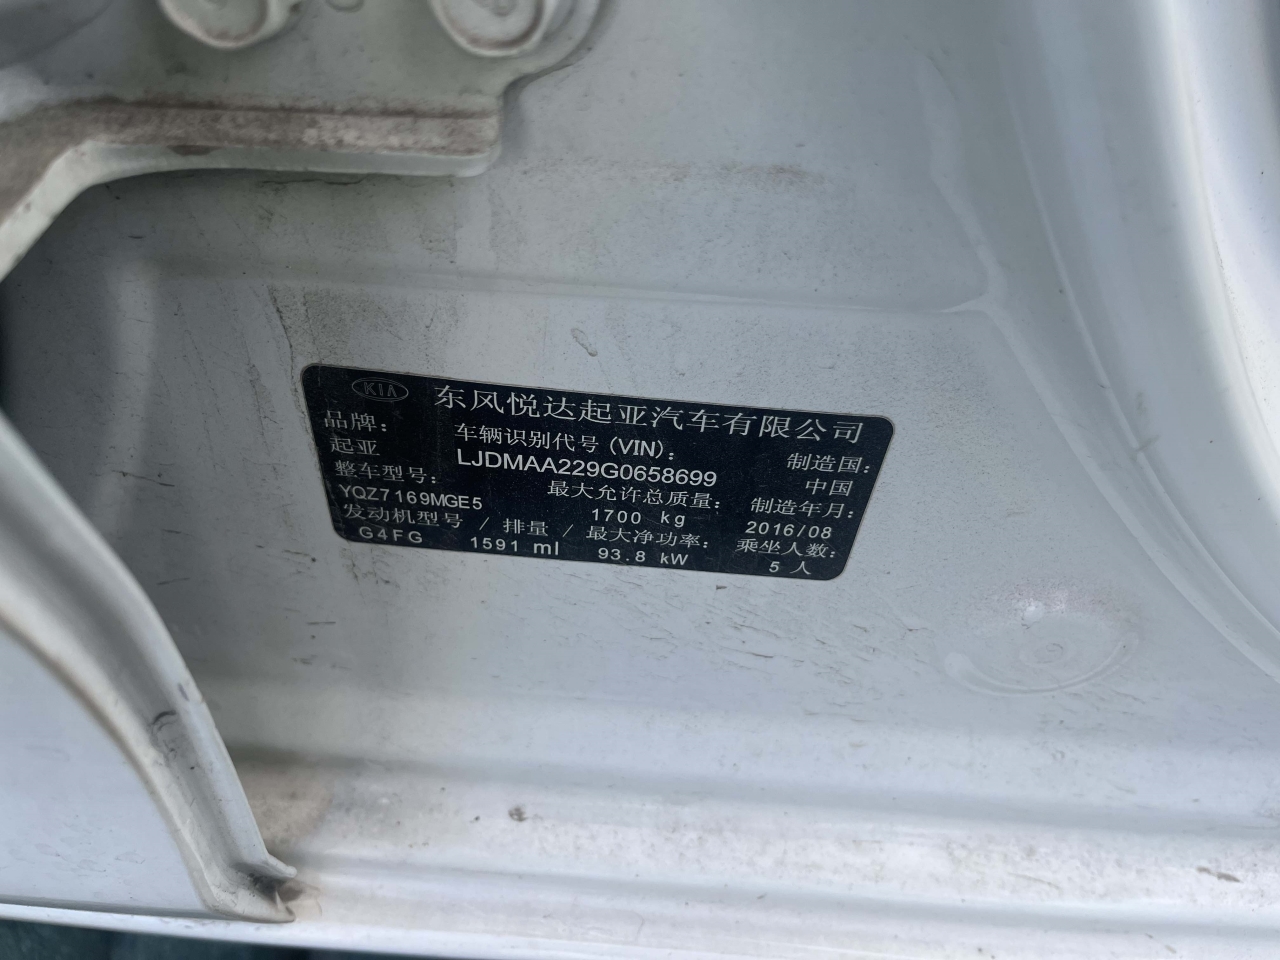 KIA 东风悦达起亚汽车有限公司
品牌： 车辆识别代号 (VIN)： 制造国：
起亚 LJDMAA229G0658699 中国
整车型号： 最大允许总质量： 制造年月：
YQZ7169MGE5 1700 kg 2016/08
发动机型号 / 排量 / 最大净功率： 乘坐人数：
G4FG 1591 ml 93.8 kW 5 人